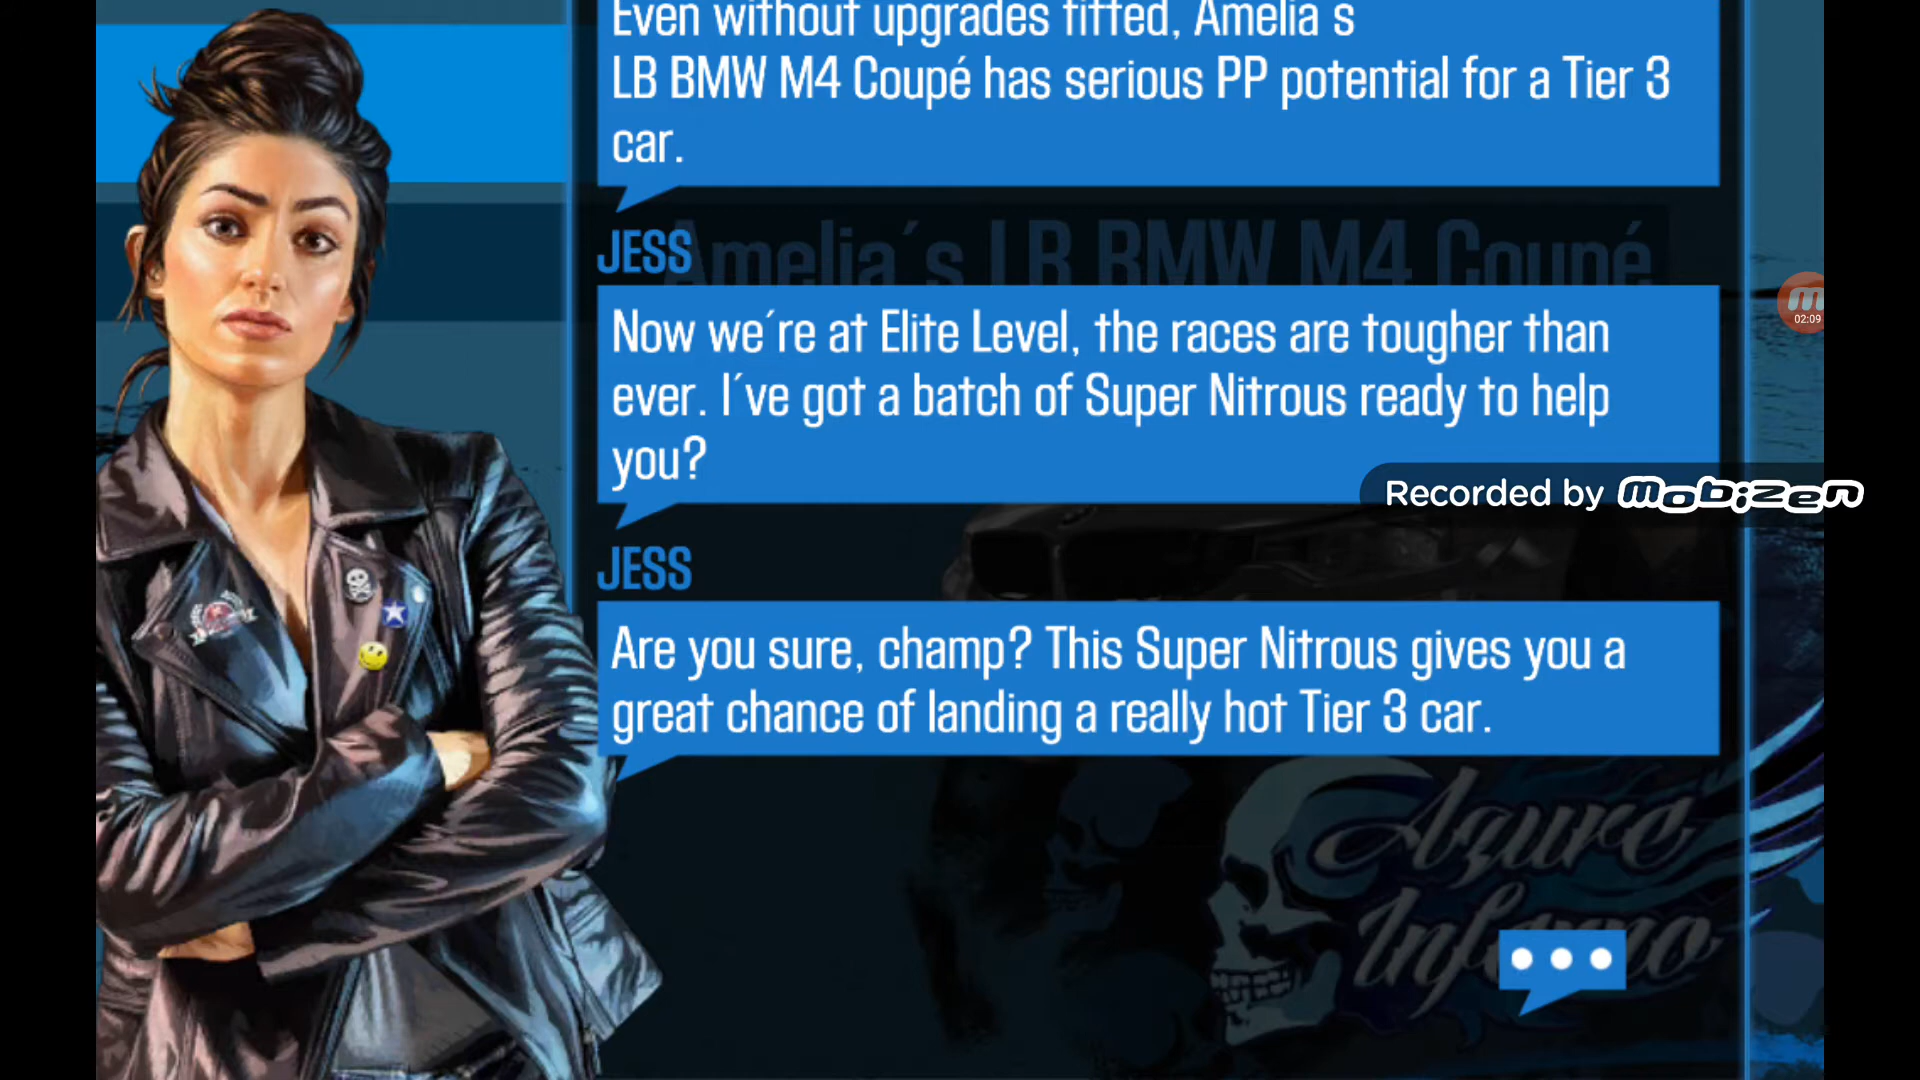 Even without upgrades fitted, Amelia´s
LB BMW M4 Coupé has serious PP potential for a Tier 3
car.
JESS
Amelia´s LB BMW M4 Coupé
Now we´re at Elite Level, the races are tougher than
ever. I´ve got a batch of Super Nitrous ready to help
you?
M
02:09
Recorded by Mobizen
JESS
Are you sure, champ? This Super Nitrous gives you a
great chance of landing a really hot Tier 3 car.
Azure
Inferno